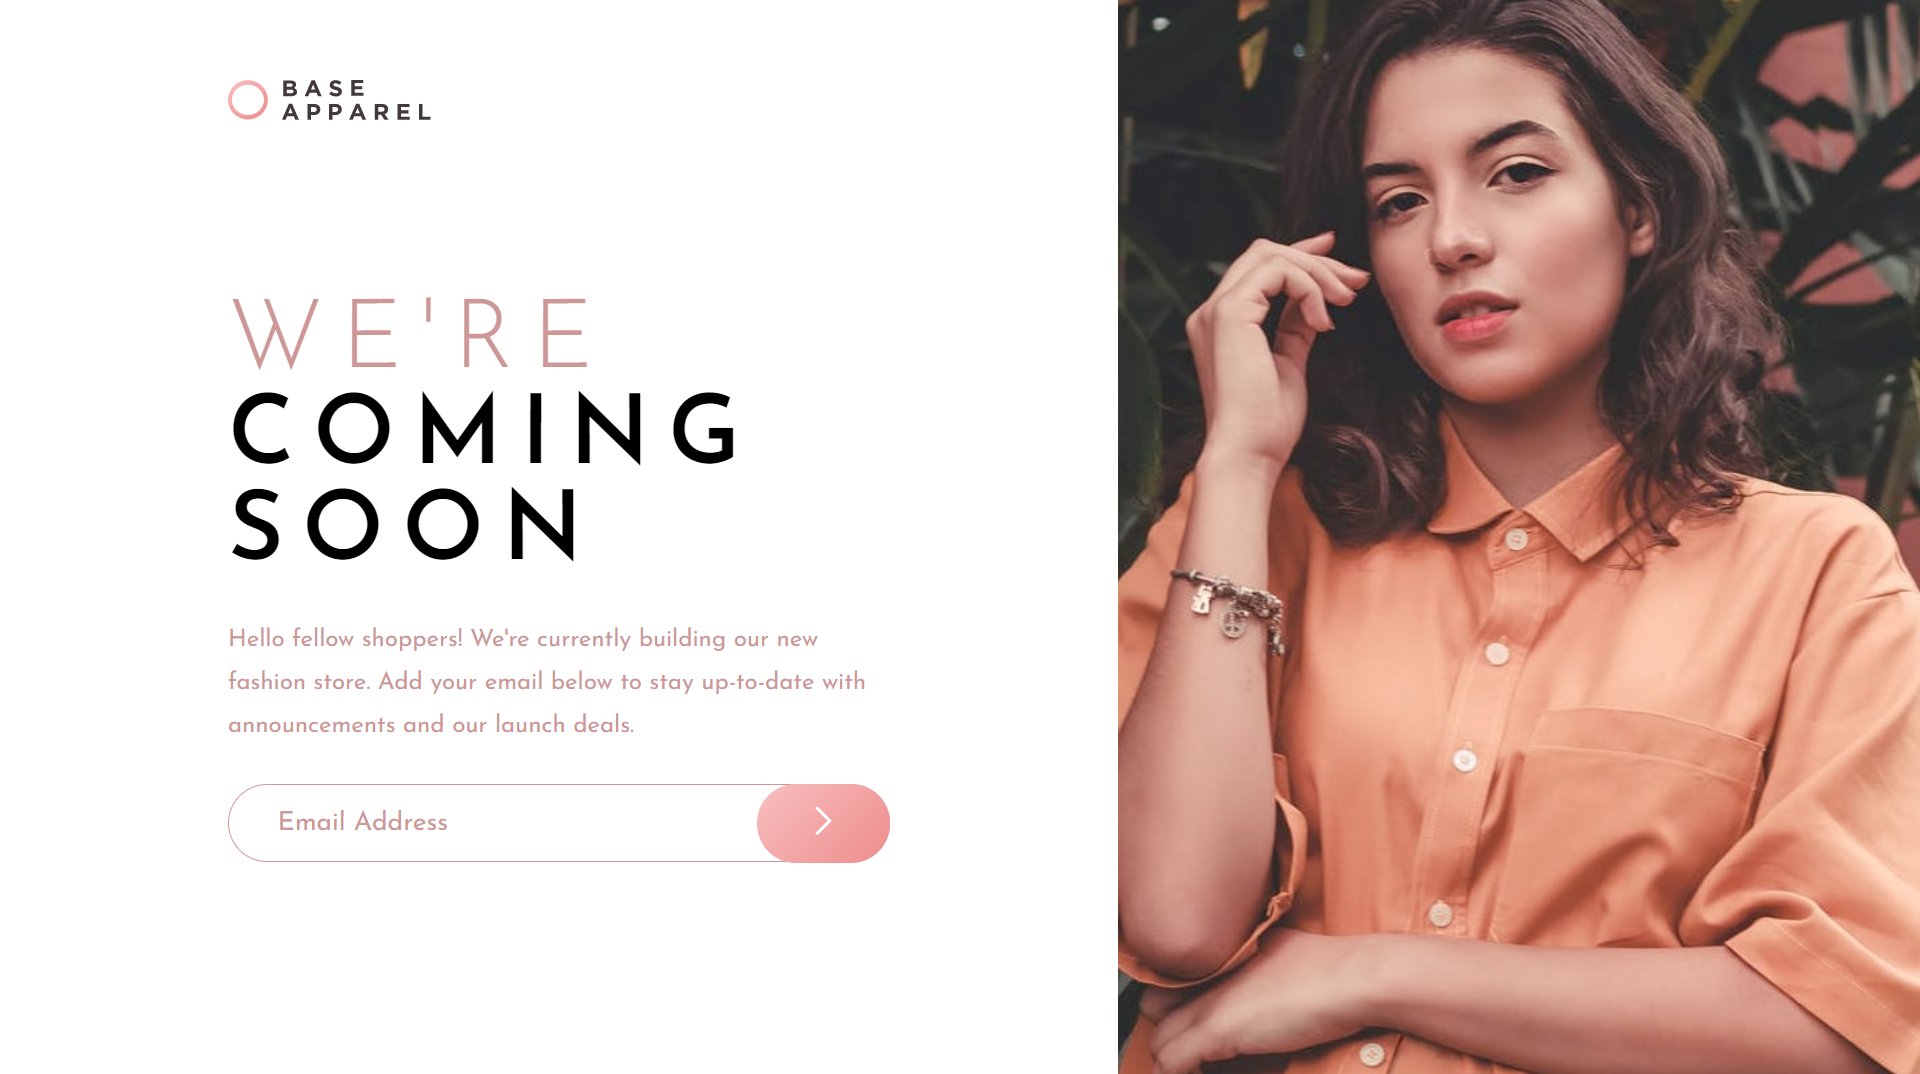 BASE
APPAREL
WE'RE
COMING
SOON
Hello fellow shoppers! We're currently building our new
fashion store. Add your email below to stay up-to-date with
announcements and our launch deals.
Email Address